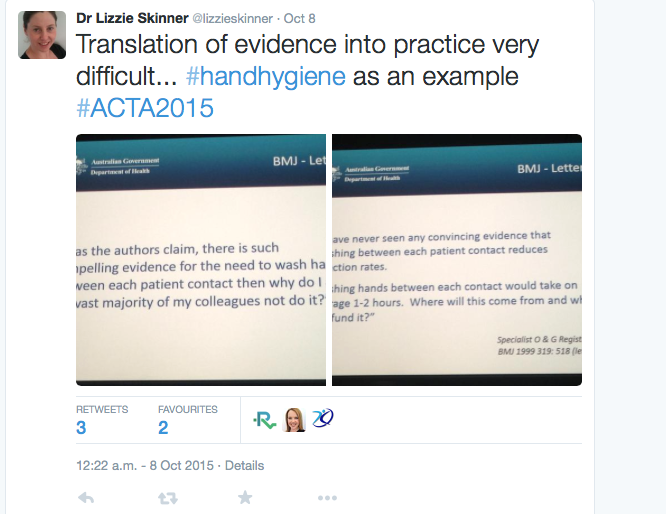 Dr Lizzie Skinner @lizzieskinner · Oct 8
Translation of evidence into practice very
difficult... #handhygiene as an example
#ACTA2015
Australian Government
Department of Health
BMJ - Let
as the authors claim, there is such
pelling evidence for the need to wash ha
ween each patient contact then why do I
vast majority of my colleagues not do it?
Australian Government
Department of Health
BMJ - Letter
ave never seen any convincing evidence that
shing between each patient contact reduces
ction rates.
shing hands between each contact would take on
age 1-2 hours. Where will this come from and wh
fund it?"
Specialist O & G Regist
BMJ 1999 319: 518 (le
RETWEETS
3
FAVOURITES
2
12:22 a.m. - 8 Oct 2015 · Details